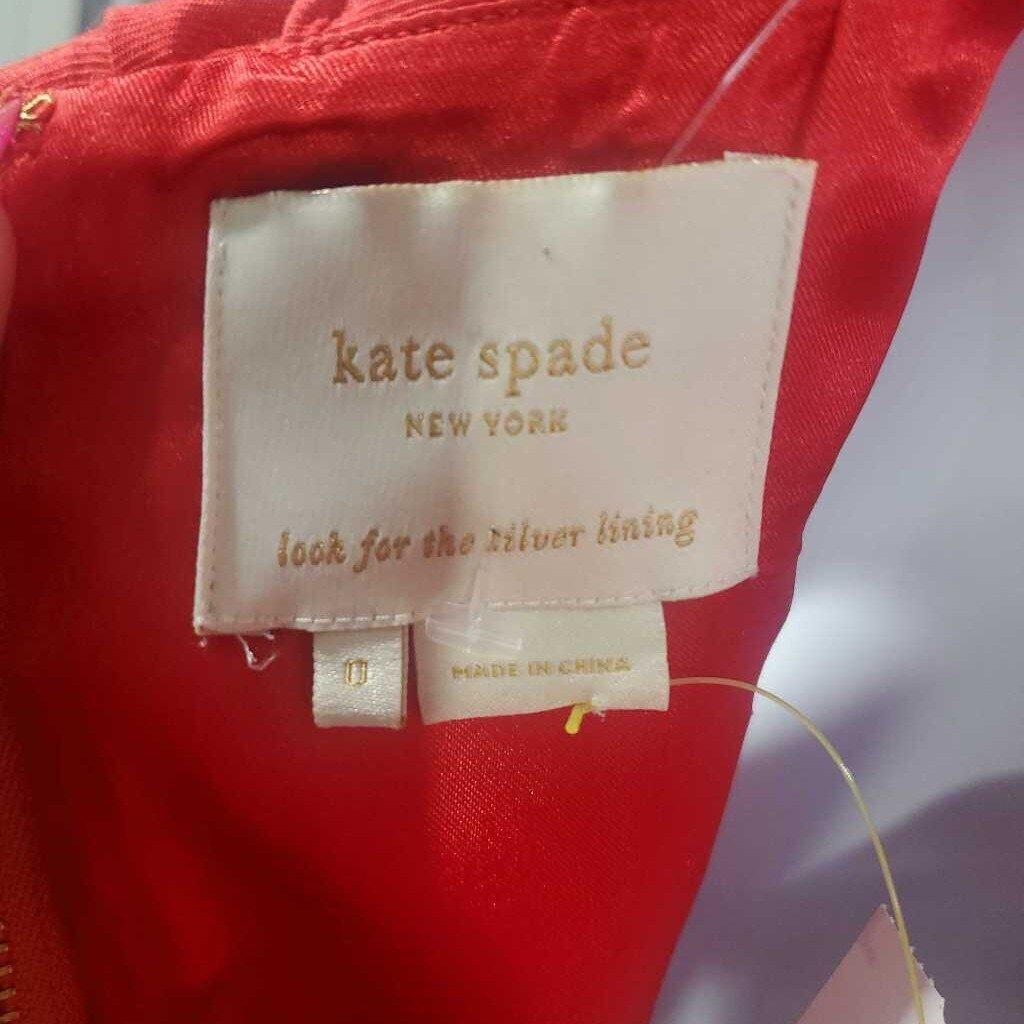 kate spade
NEW YORK
look for the silver lining
0
MADE IN CHINA